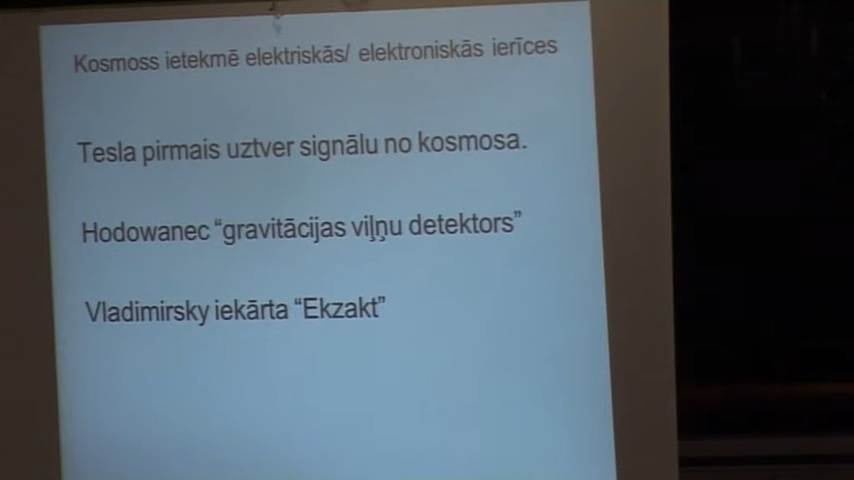 Kosmoss ietekmē elektriskās/ elektroniskās ierīces
Tesla pirmais uztver signālu no kosmosa.
Hodowanec “gravitācijas viļņu detektors”
Vladimirsky iekārta “Ekzakt”